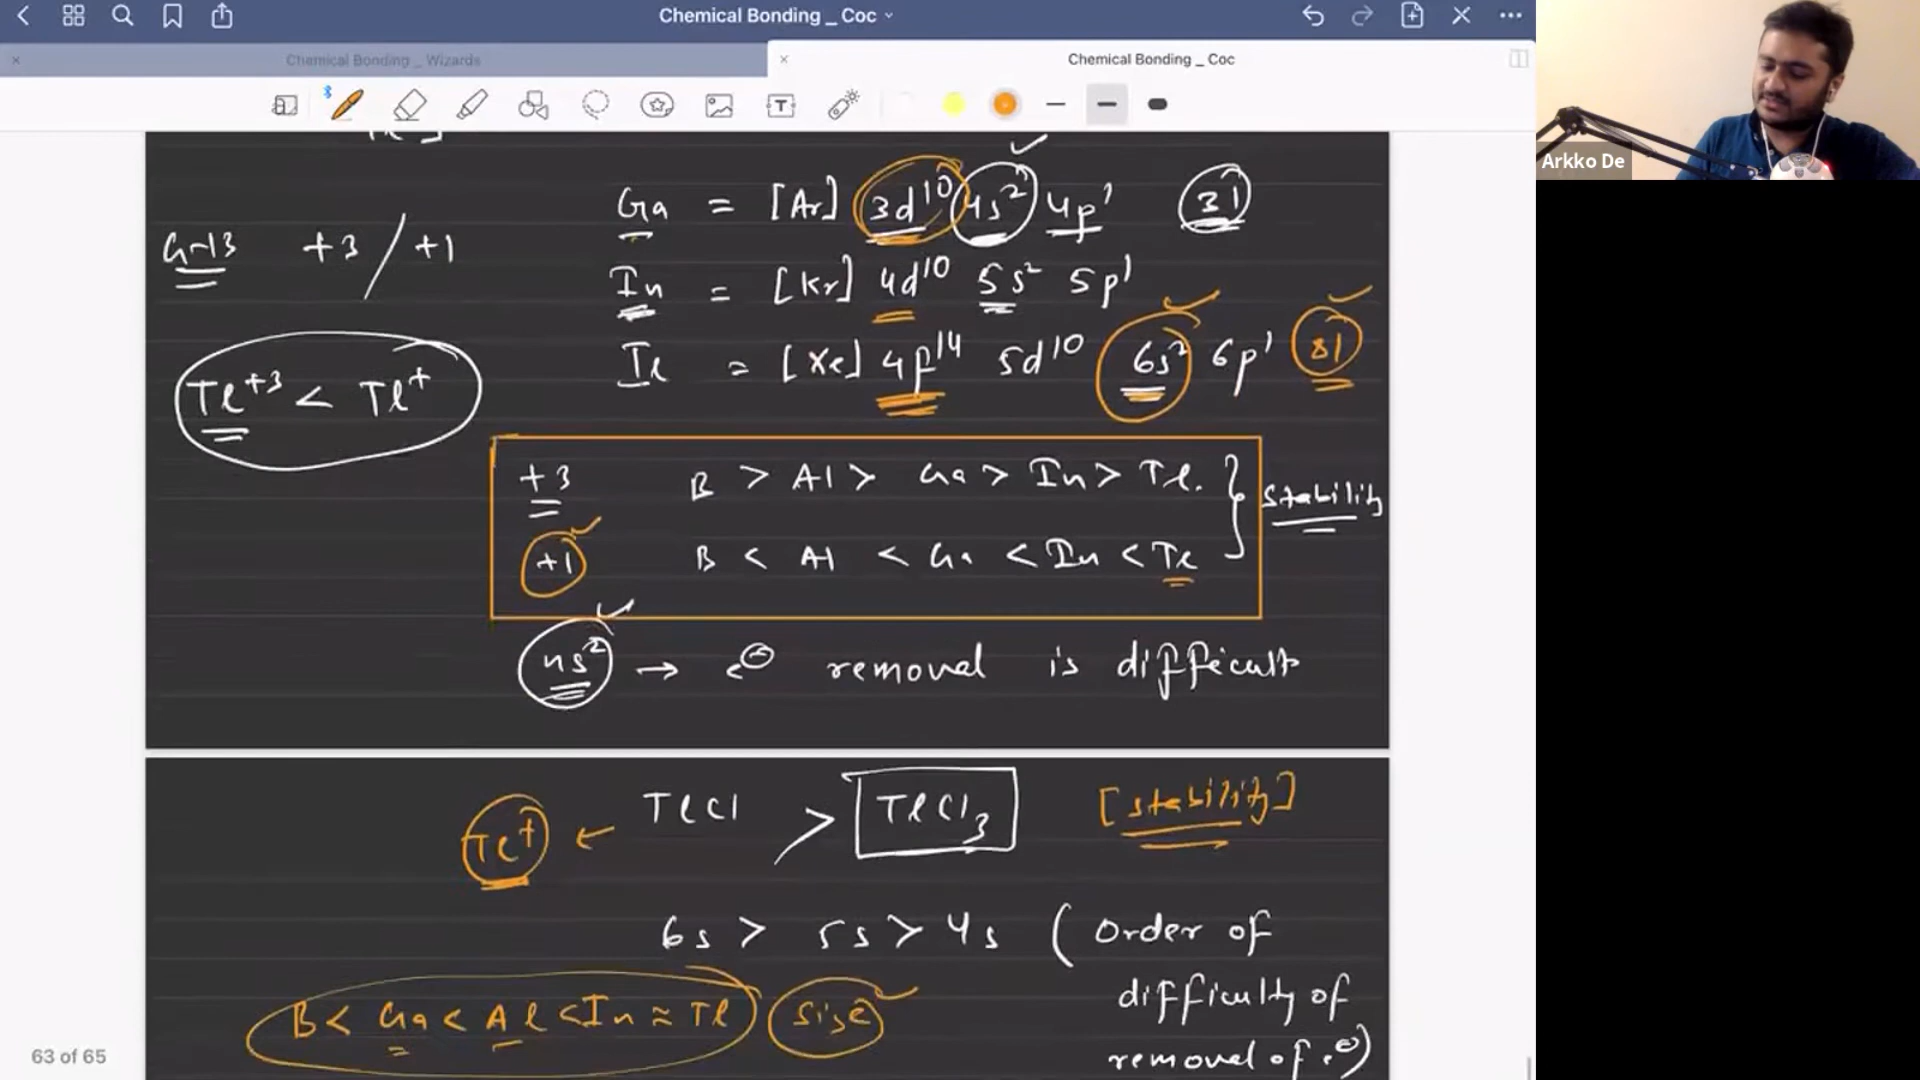 Chemical Bonding _ Coc
Chemical Bonding _ Wizards
Chemical Bonding _ Coc
Arkko De
Ga = [Ar] 3d¹⁰ 4s² 4p¹ 31
Gr-13 +3 / +1
In = [Kr] 4d¹⁰ 5s² 5p¹
Tl = [Xe] 4f¹⁴ 5d¹⁰ 6s² 6p¹ 81
Tl⁺³ < Tl⁺
+3 B > Al > Ga > In > Tl.
stability
+1 B < Al < Ga < In < Tl
ns² → e⊖ removal is difficult
Tl⁺ ← TlCl > TlCl₃ [stability]
6s > 5s > 4s (order of
difficulty of
removal of e⊖)
B < Ga < Al < In ≈ Tl size
63 of 65